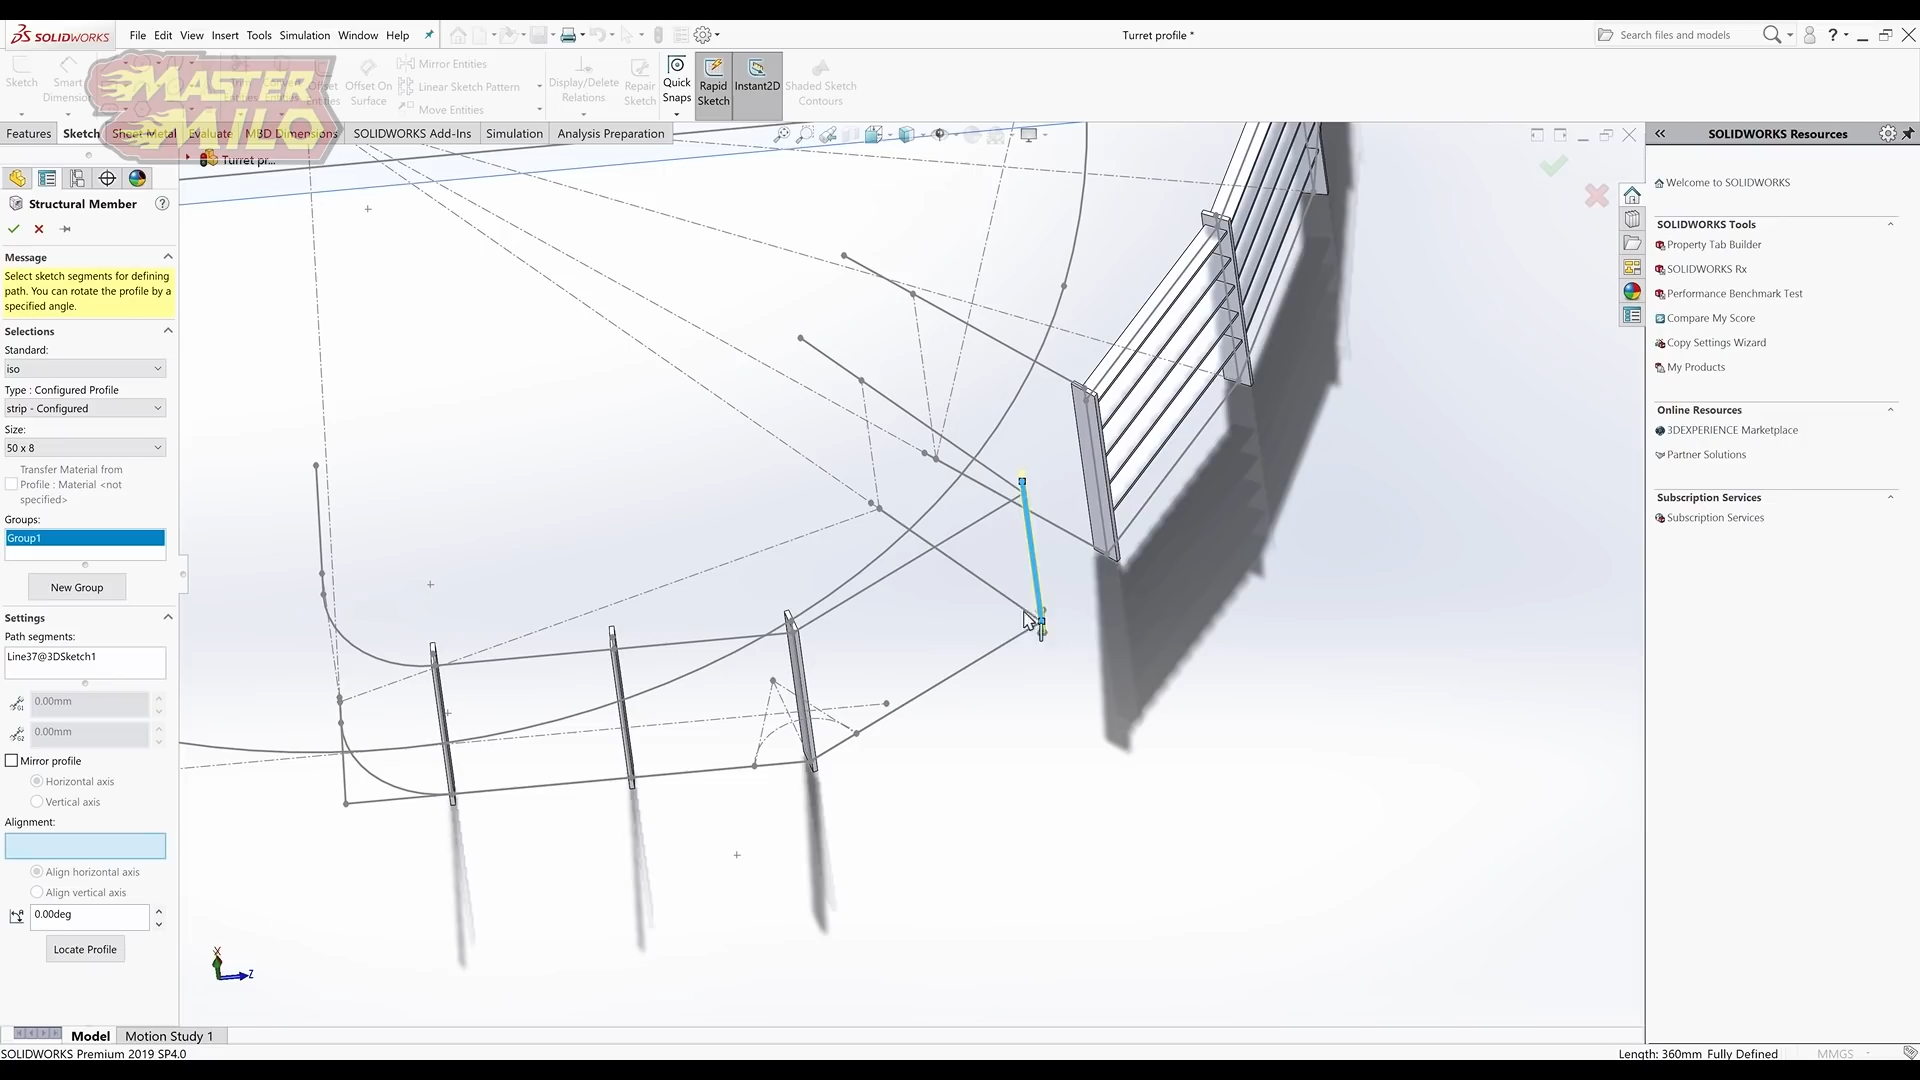 SOLIDWORKS
File Edit View Insert Tools Simulation Window Help
Turret profile *
Search files and models
Sketch
Smart
Dimension
MASTER
MILO
Offset On
Surface
Mirror Entities
Linear Sketch Pattern
Move Entities
Display/Delete
Relations
Repair
Sketch
Quick
Snaps
Rapid
Sketch
Instant2D
Shaded Sketch
Contours
Features Sketch Sheet Metal Evaluate MBD Dimensions SOLIDWORKS Add-Ins Simulation Analysis Preparation
Turret pr...
Structural Member
Message
Select sketch segments for defining
path. You can rotate the profile by a
specified angle.
Selections
Standard:
iso
Type : Configured Profile
strip - Configured
Size:
50 x 8
Transfer Material from
Profile : Material <not
specified>
Groups:
Group1
New Group
Settings
Path segments:
Line37@3DSketch1
0.00mm
0.00mm
Mirror profile
Horizontal axis
Vertical axis
Alignment:
Align horizontal axis
Align vertical axis
0.00deg
Locate Profile
X
Z
Model Motion Study 1
SOLIDWORKS Premium 2019 SP4.0
Length: 360mm Fully Defined MMGS
SOLIDWORKS Resources
Welcome to SOLIDWORKS
SOLIDWORKS Tools
Property Tab Builder
SOLIDWORKS Rx
Performance Benchmark Test
Compare My Score
Copy Settings Wizard
My Products
Online Resources
3DEXPERIENCE Marketplace
Partner Solutions
Subscription Services
Subscription Services